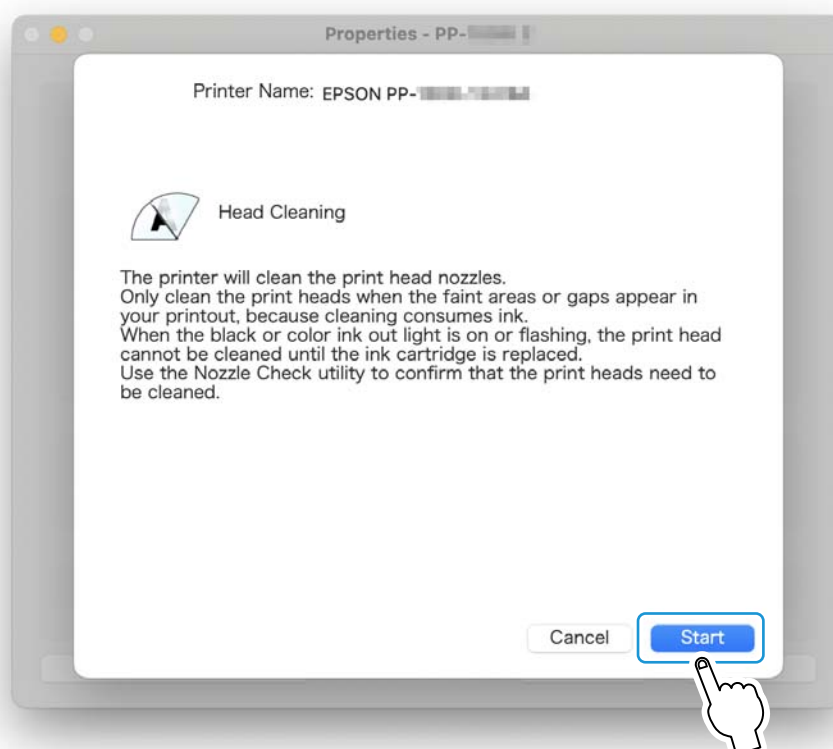 Properties - PP-
Printer Name: EPSON PP-
Head Cleaning
The printer will clean the print head nozzles.
Only clean the print heads when the faint areas or gaps appear in
your printout, because cleaning consumes ink.
When the black or color ink out light is on or flashing, the print head
cannot be cleaned until the ink cartridge is replaced.
Use the Nozzle Check utility to confirm that the print heads need to
be cleaned.
Cancel Start